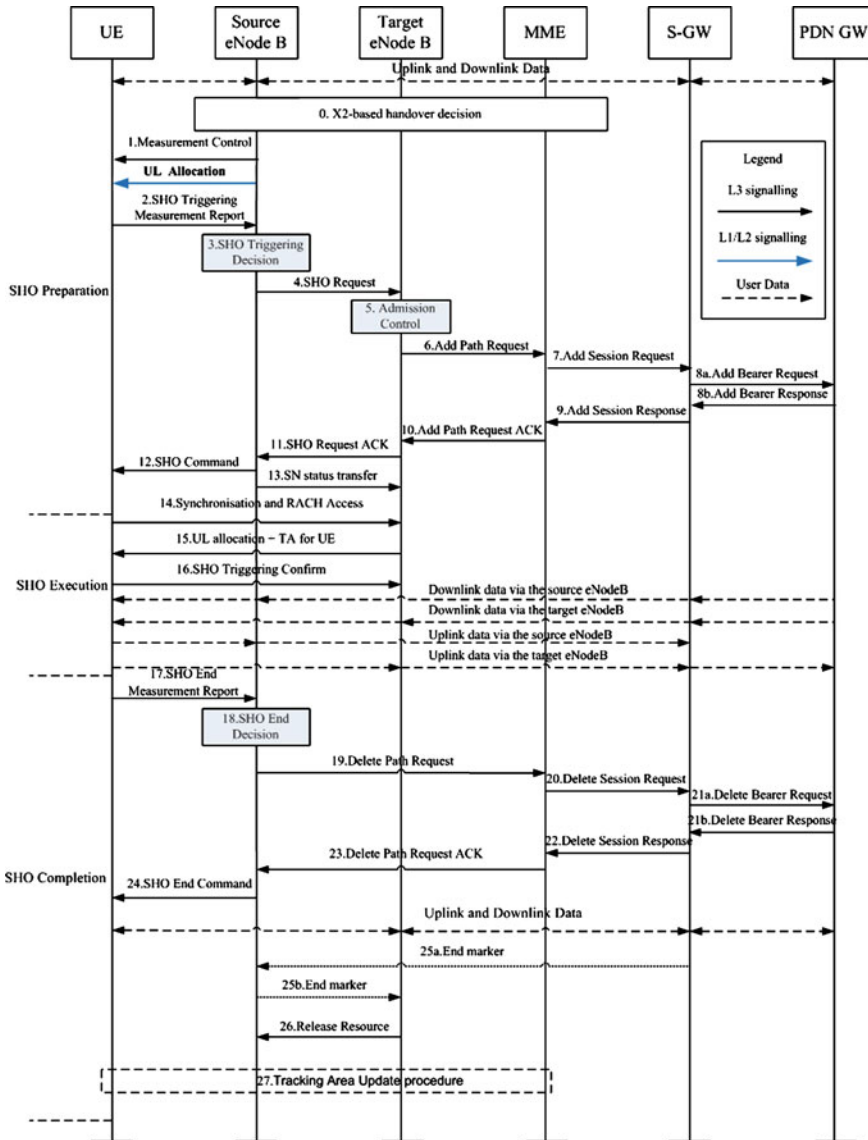 UE
Source
eNode B
Target
eNode B
MME
S-GW
PDN GW
Uplink and Downlink Data
0. X2-based handover decision
1.Measurement Control
UL Allocation
2.SHO Triggering
Measurement Report
3.SHO Triggering
Decision
Legend
L3 signalling
L1/L2 signalling
User Data
SHO Preparation
4.SHO Request
5. Admission
Control
6.Add Path Request
7.Add Session Request
8a.Add Bearer Request
8b.Add Bearer Response
9.Add Session Response
10.Add Path Request ACK
11.SHO Request ACK
12.SHO Command
13.SN status transfer
14.Synchronisation and RACH Access
15.UL allocation – TA for UE
16.SHO Triggering Confirm
SHO Execution
Downlink data via the source eNodeB
Downlink data via the target eNodeB
Uplink data via the source eNodeB
Uplink data via the target eNodeB
17.SHO End
Measurement Report
18.SHO End
Decision
19.Delete Path Request
20.Delete Session Request
21a.Delete Bearer Request
21b.Delete Bearer Response
22.Delete Session Response
23.Delete Path Request ACK
SHO Completion
24.SHO End Command
Uplink and Downlink Data
25a.End marker
25b.End marker
26.Release Resource
27.Tracking Area Update procedure